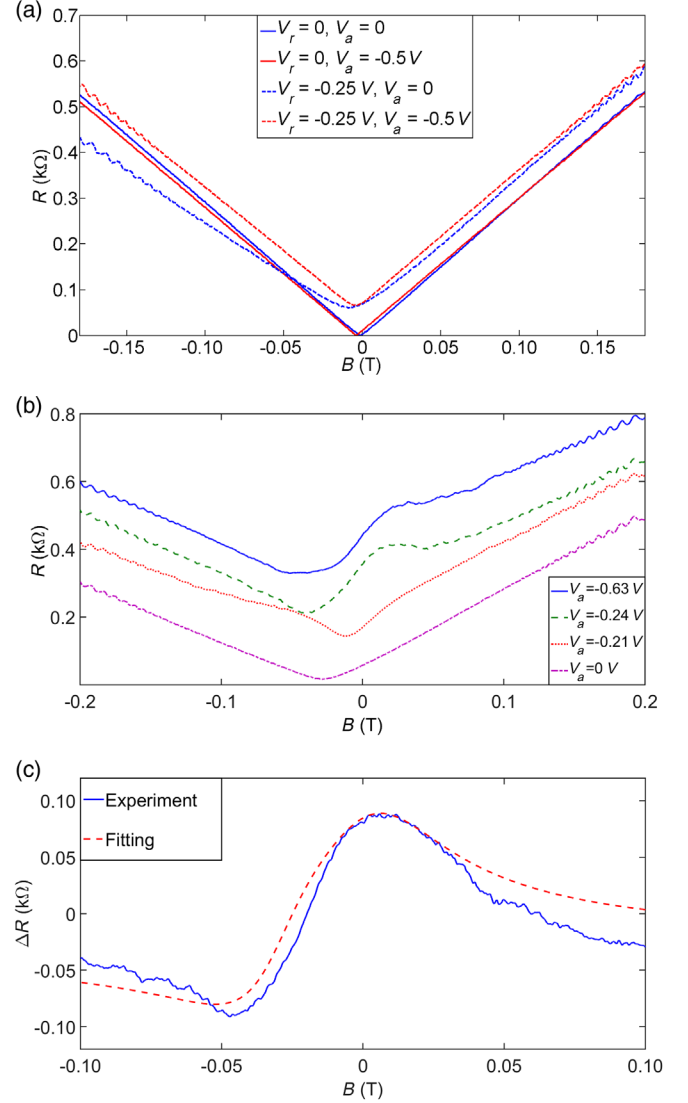 (a)
0.7
0.6
0.5
0.4
0.3
0.2
0.1
0
R (kΩ)
V_r = 0, V_a = 0
V_r = 0, V_a = -0.5 V
V_r = -0.25 V, V_a = 0
V_r = -0.25 V, V_a = -0.5 V
-0.15 -0.10 -0.05 0 0.05 0.10 0.15
B (T)
(b)
0.8
0.6
0.4
0.2
R (kΩ)
V_a=-0.63 V
V_a=-0.24 V
V_a=-0.21 V
V_a=0 V
-0.2 -0.1 0 0.1 0.2
B (T)
(c)
0.10
0.05
0
-0.05
-0.10
ΔR (kΩ)
Experiment
Fitting
-0.10 -0.05 0 0.05 0.10
B (T)